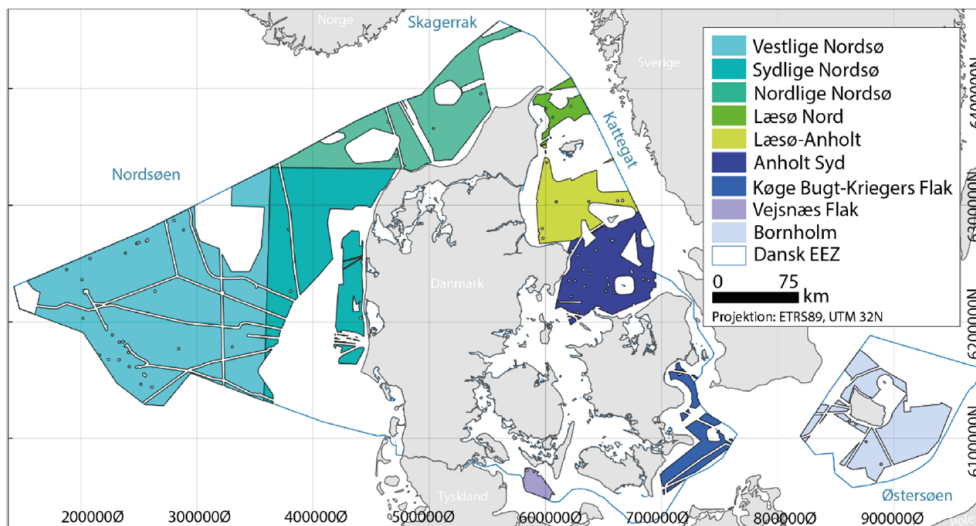 Norge
Skagerrak
Sverige
Kattegat
Nordsøen
Danmark
Tyskland
Østersøen
Vestlige Nordsø
Sydlige Nordsø
Nordlige Nordsø
Læsø Nord
Læsø-Anholt
Anholt Syd
Køge Bugt-Kriegers Flak
Vejsnæs Flak
Bornholm
Dansk EEZ
0 75
km
Projektion: ETRS89, UTM 32N
6400000N
6300000N
6200000N
6100000N
200000Ø 300000Ø 400000Ø 500000Ø 600000Ø 700000Ø 800000Ø 900000Ø